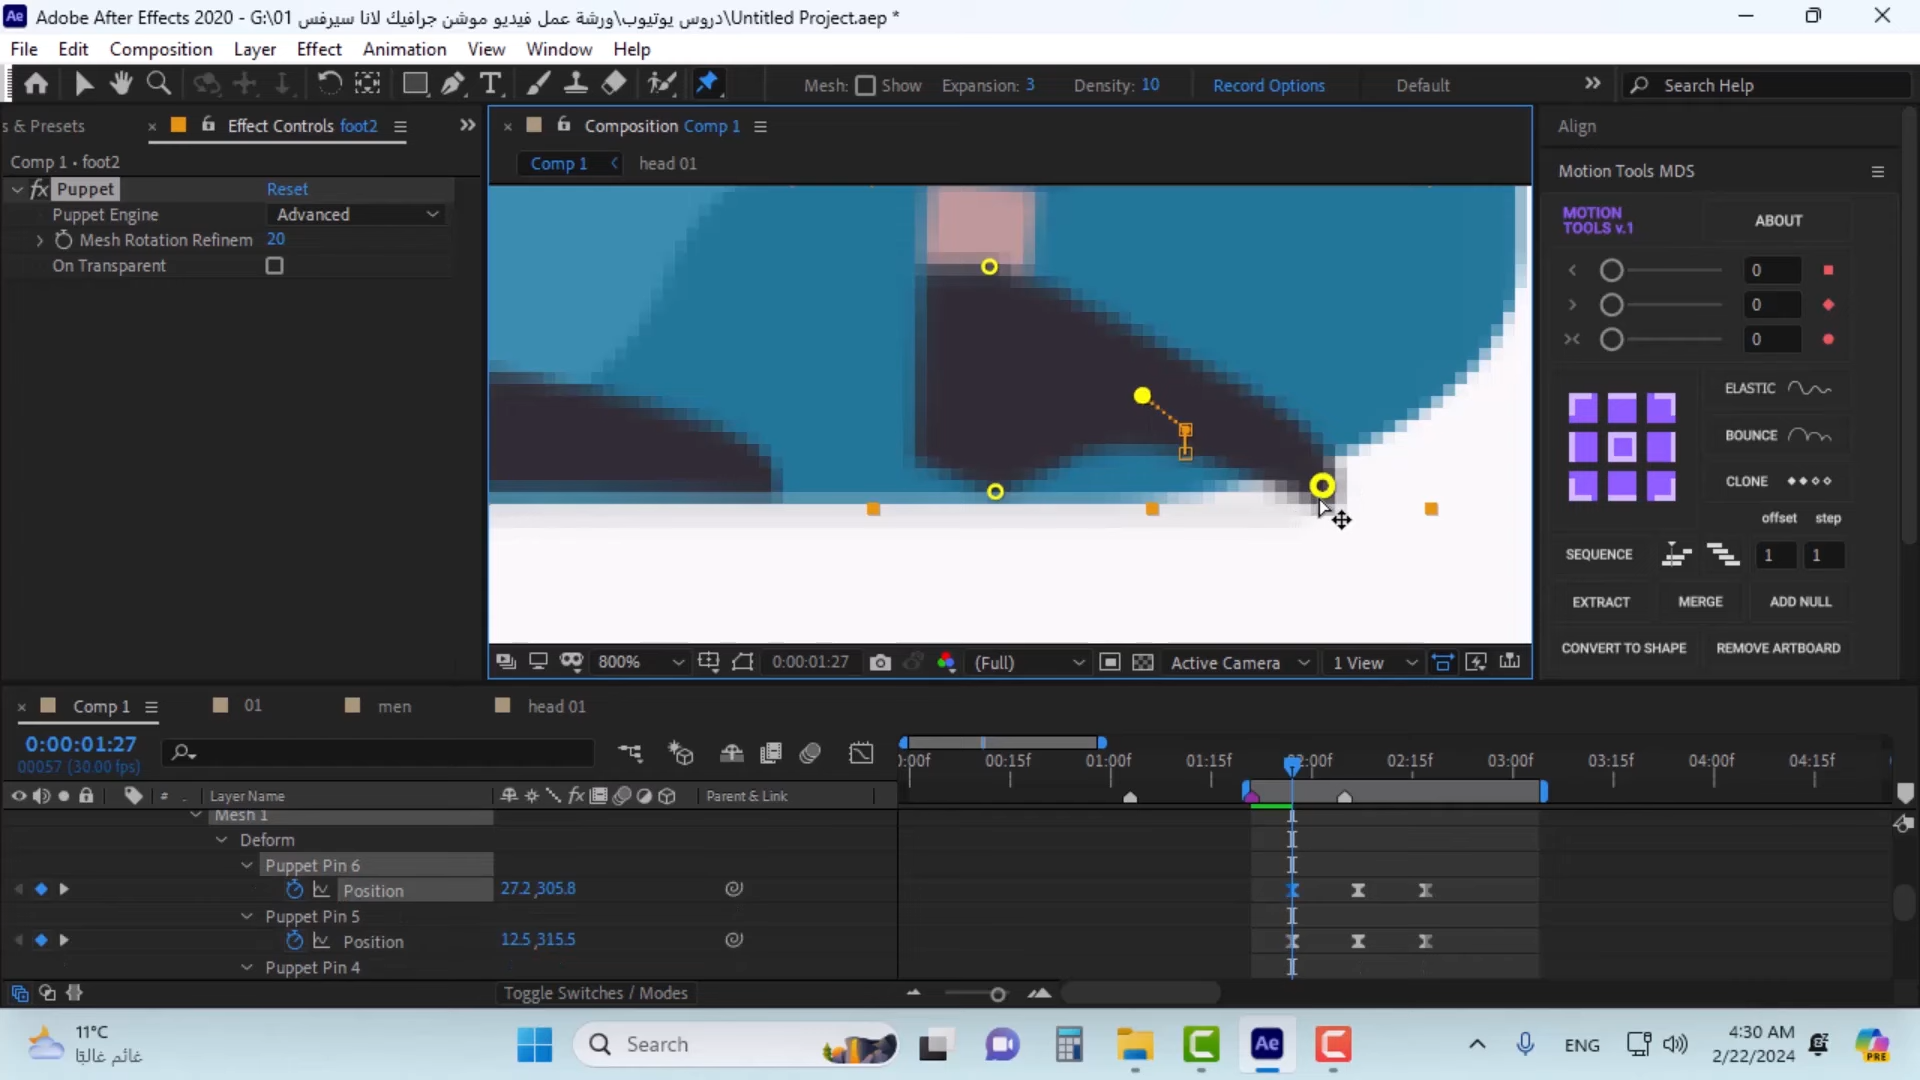 Adobe After Effects 2020 - G:\01 دروس يوتيوب\ورشة عمل فيديو موشن جرافيك لانا سيرفس\Untitled Project.aep *
File Edit Composition Layer Effect Animation View Window Help
Mesh: Show Expansion: 3 Density: 10 Record Options Default Search Help
s & Presets Effect Controls foot2
Composition Comp 1
Align
Comp 1 • foot2
Comp 1 head 01
Motion Tools MDS
fx Puppet Reset
Puppet Engine Advanced
Mesh Rotation Refinem 20
On Transparent
MOTION TOOLS v.1 ABOUT
0
0
0
ELASTIC
BOUNCE
CLONE
offset step
SEQUENCE 1 1
EXTRACT MERGE ADD NULL
CONVERT TO SHAPE REMOVE ARTBOARD
800% 0:00:01:27 (Full) Active Camera 1 View
Comp 1 01 men head 01
0:00:01:27
00057 (30.00 fps)
:00f 00:15f 01:00f 01:15f 2:00f 02:15f 03:00f 03:15f 04:00f 04:15f
# Layer Name fx Parent & Link
Mesh 1
Deform
Puppet Pin 6
Position 27.2,305.8
Puppet Pin 5
Position 12.5,315.5
Puppet Pin 4
Toggle Switches / Modes
11°C
غائم غالبًا
Search
Ae
ENG
4:30 AM
2/22/2024
PRE